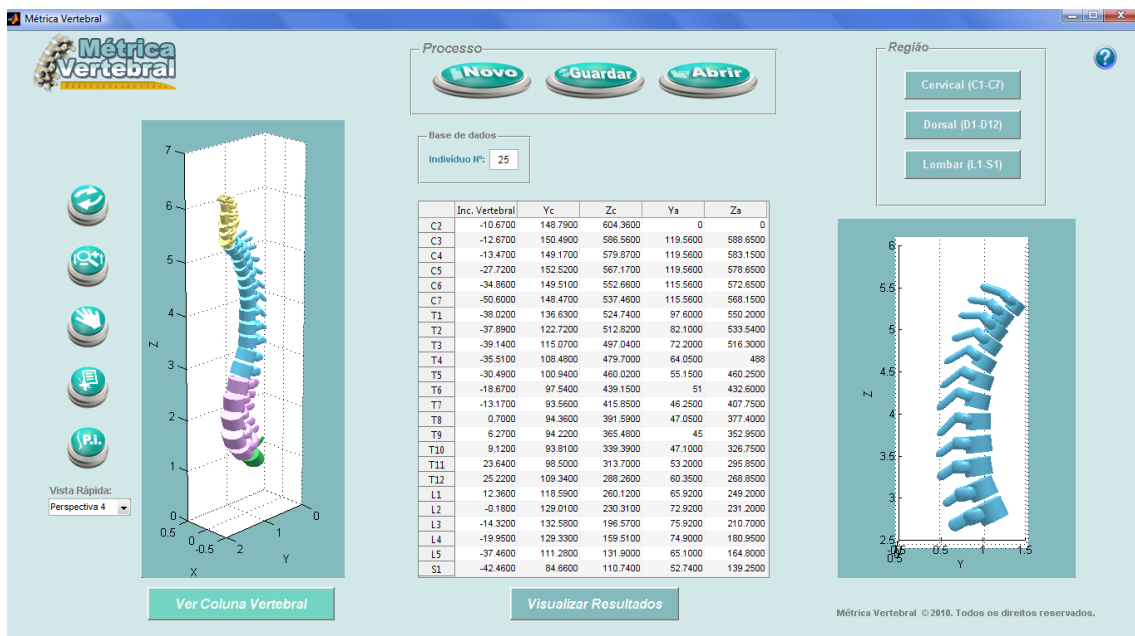 Métrica Vertebral
Métrica
Vertebral
Processo
Novo Guardar Abrir
Base de dados
Indivíduo Nº: 25
Região
Cervical (C1-C7)
Dorsal (D1-D12)
Lombar (L1-S1)
?
P.i.
Vista Rápida:
Perspectiva 4
7
6
5
4
3
2
1
0
Z
0.5
0
-0.5
X
2
1
0
Y
Inc. Vertebral Yc Zc Ya Za
C2 -10.6700 148.7900 604.3600 0 0
C3 -12.6700 150.4900 586.5600 119.5600 588.6500
C4 -13.4700 149.1700 579.8700 119.5600 583.1500
C5 -27.7200 152.5200 567.1700 119.5600 578.6500
C6 -34.8600 149.5100 552.6600 115.5600 572.6500
C7 -50.6000 148.4700 537.4600 115.5600 568.1500
T1 -38.0200 136.6300 524.7400 97.6000 550.2000
T2 -37.8900 122.7200 512.8200 82.1000 533.5400
T3 -39.1400 115.0700 497.0400 72.2000 516.3000
T4 -35.5100 108.4800 479.7000 64.0500 488
T5 -30.4900 100.9400 460.0200 55.1500 460.2500
T6 -18.6700 97.5400 439.1500 51 432.6000
T7 -13.1700 93.5600 415.8500 46.2500 407.7500
T8 0.7000 94.3600 391.5900 47.0500 377.4000
T9 6.2700 94.2200 365.4800 45 352.9500
T10 9.1200 93.8100 339.3900 47.1000 326.7500
T11 23.6400 98.5000 313.7000 53.2000 295.8500
T12 25.2200 109.3400 288.2600 60.3500 268.8500
L1 12.3600 118.5900 260.1200 65.9200 249.2000
L2 -0.1800 129.0100 230.3100 72.9200 231.2000
L3 -14.3200 132.5800 196.5700 75.9200 210.7000
L4 -19.9500 129.3300 159.5100 74.9000 180.9500
L5 -37.4600 111.2800 131.9000 65.1000 164.8000
S1 -42.4600 84.6600 110.7400 52.7400 139.2500
6
5.5
5
4.5
4
3.5
3
2.5
Z
0.5 1 1.5
Y
Ver Coluna Vertebral
Visualizar Resultados
Métrica Vertebral © 2010. Todos os direitos reservados.